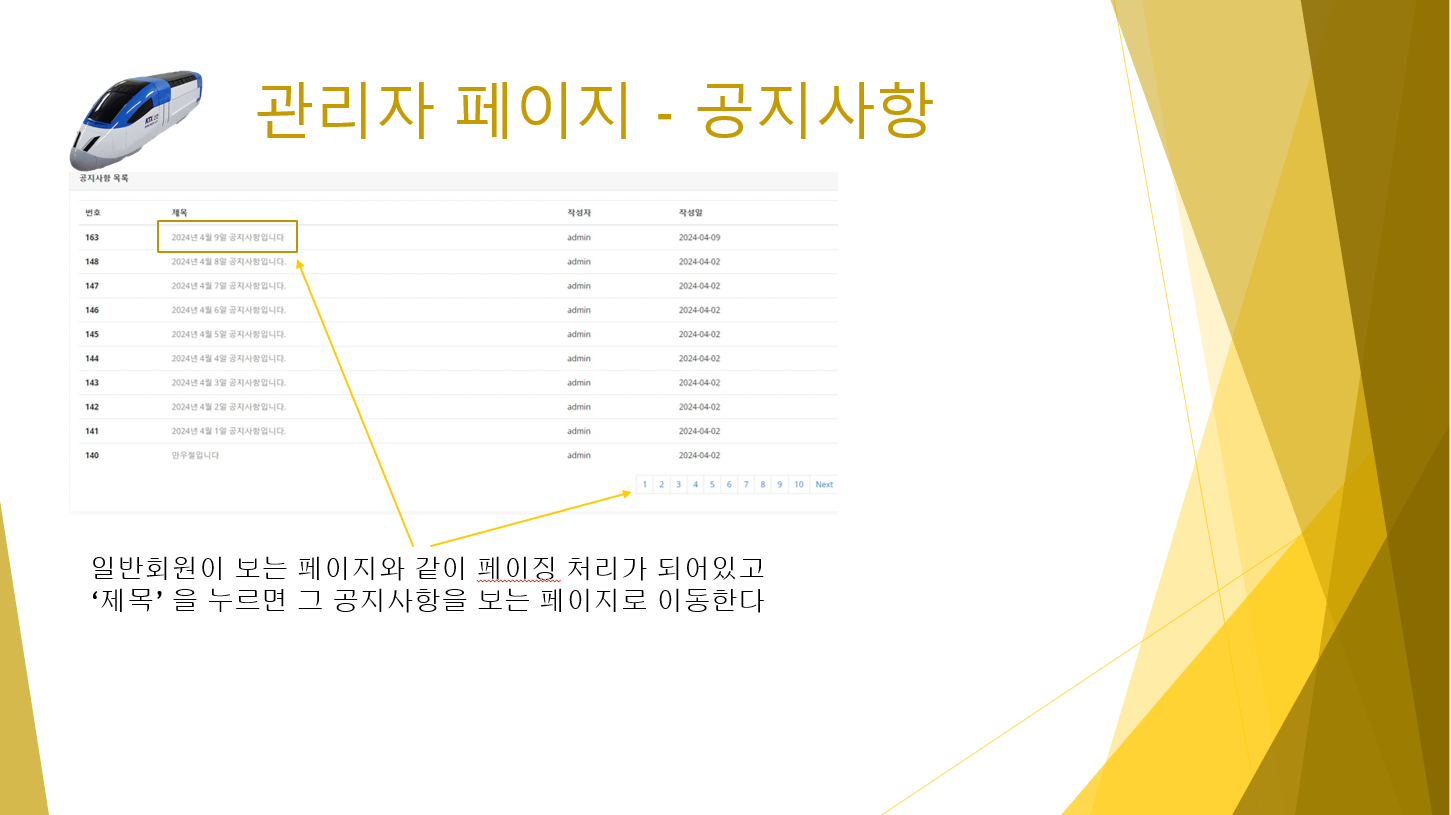 관리자 페이지 - 공지사항
공지사항 목록
번호 제목 작성자 작성일
163 2024년 4월 9일 공지사항입니다 admin 2024-04-09
148 2024년 4월 8일 공지사항입니다. admin 2024-04-02
147 2024년 4월 7일 공지사항입니다. admin 2024-04-02
146 2024년 4월 6일 공지사항입니다. admin 2024-04-02
145 2024년 4월 5일 공지사항입니다. admin 2024-04-02
144 2024년 4월 4일 공지사항입니다. admin 2024-04-02
143 2024년 4월 3일 공지사항입니다. admin 2024-04-02
142 2024년 4월 2일 공지사항입니다. admin 2024-04-02
141 2024년 4월 1일 공지사항입니다. admin 2024-04-02
140 만우절입니다 admin 2024-04-02
1 2 3 4 5 6 7 8 9 10 Next
일반회원이 보는 페이지와 같이 페이징 처리가 되어있고
‘제목’ 을 누르면 그 공지사항을 보는 페이지로 이동한다